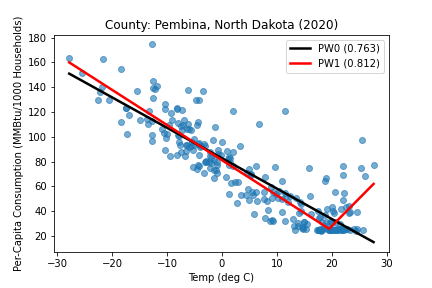 County: Pembina, North Dakota (2020)
PW0 (0.763)
PW1 (0.812)
Per-Capita Consumption (MMBtu/1000 Households)
180
160
140
120
100
80
60
40
20
−30 −20 −10 0 10 20 30
Temp (deg C)